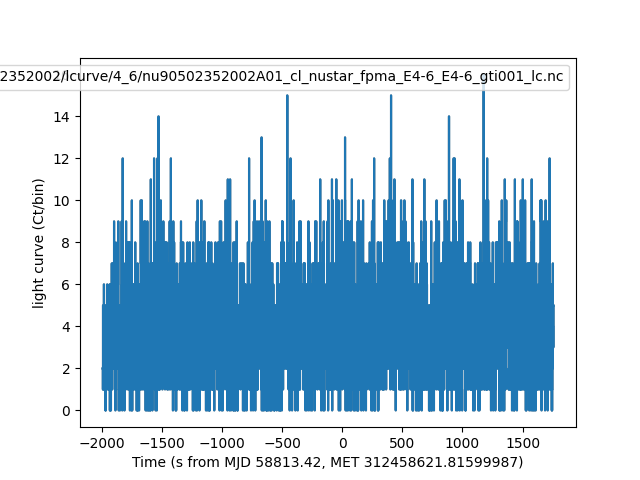 2352002/lcurve/4_6/nu90502352002A01_cl_nustar_fpma_E4-6_E4-6_gti001_lc.nc
14
12
10
8
6
4
2
0
light curve (Ct/bin)
−2000 −1500 −1000 −500 0 500 1000 1500
Time (s from MJD 58813.42, MET 312458621.81599987)